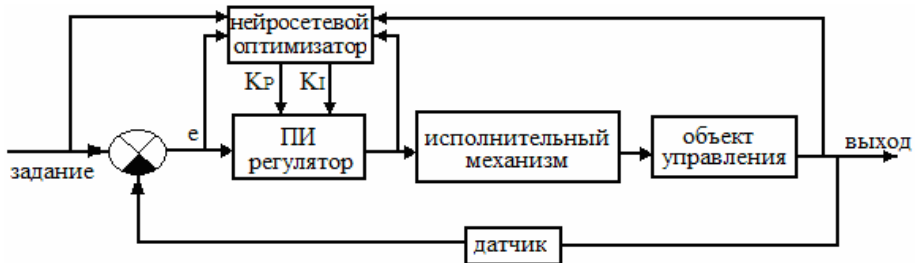 нейросетевой
оптимизатор
KP KI
e
ПИ
регулятор
исполнительный
механизм
объект
управления
выход
задание
датчик